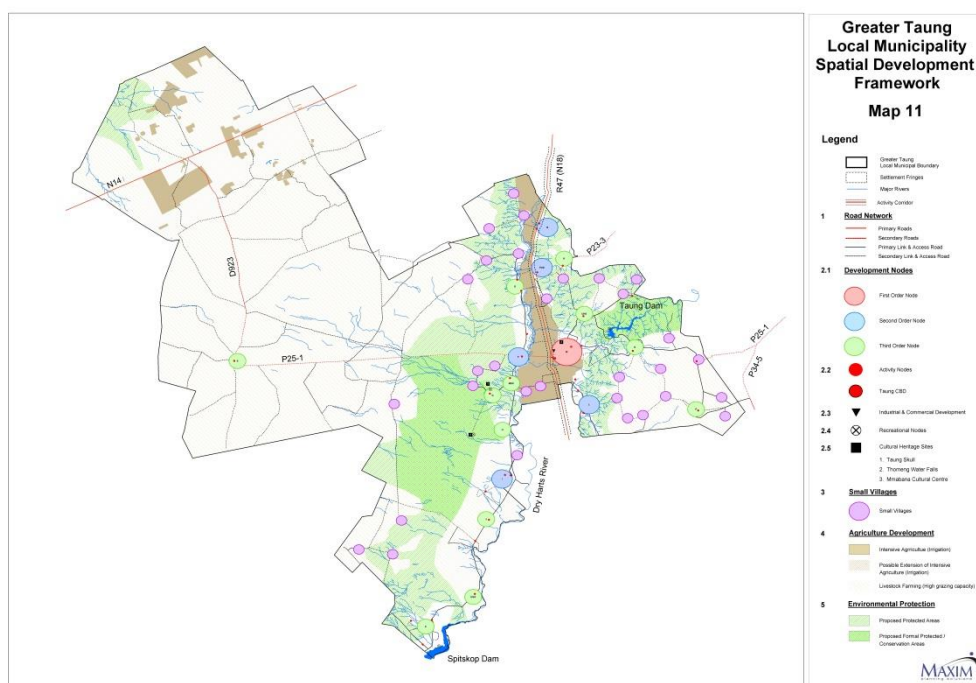 Greater Taung
Local Municipality
Spatial Development
Framework
Map 11
Legend
Greater Taung
Local Municipal Boundary
Settlement Fringes
Major Rivers
Activity Corridor
1 Road Network
Primary Roads
Secondary Roads
Primary Link & Access Road
Secondary Link & Access Road
2.1 Development Nodes
First Order Node
Second Order Node
Third Order Node
2.2 Activity Nodes
Taung CBD
2.3 Industrial & Commercial Development
2.4 Recreational Nodes
2.5 Cultural Heritage Sites
1. Taung Skull
2. Thomeng Water Falls
3. Mmabana Cultural Centre
3 Small Villages
Small Villages
4 Agriculture Development
Intensive Agricultue (Irrigation)
Possible Extension of Intensive
Agriculture (Irrigation)
Livestock Farming (High grazing capacity)
5 Environmental Protection
Proposed Protected Areas
Proposed Formal Protected /
Conservation Areas
MAXIM
planning solutions
N14
D923
P25-1
R47 (N18)
P23-3
Taung Dam
P25-1
P34-5
Dry Harts River
Spitskop Dam